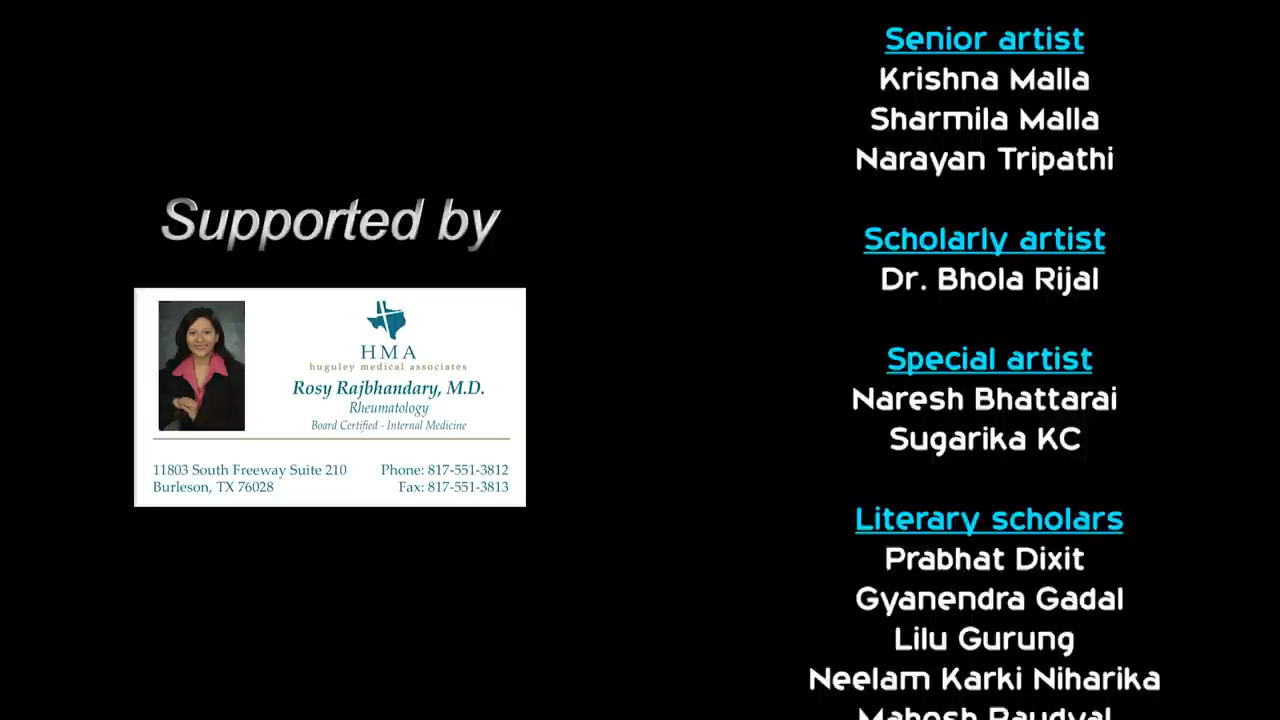 Supported by
HMA
huguley medical associates
Rosy Rajbhandary, M.D.
Rheumatology
Board Certified - Internal Medicine
11803 South Freeway Suite 210
Burleson, TX 76028
Phone: 817-551-3812
Fax: 817-551-3813
Senior artist
Krishna Malla
Sharmila Malla
Narayan Tripathi
Scholarly artist
Dr. Bhola Rijal
Special artist
Naresh Bhattarai
Sugarika KC
Literary scholars
Prabhat Dixit
Gyanendra Gadal
Lilu Gurung
Neelam Karki Niharika